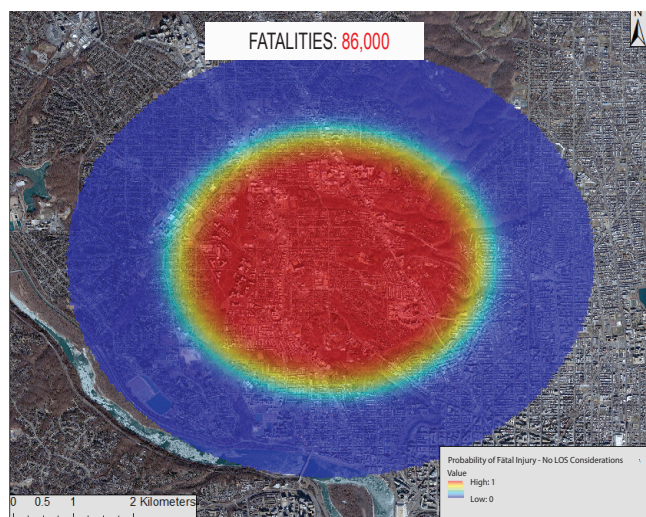 FATALITIES: 86,000
N
Probability of Fatal Injury - No LOS Considerations
Value
High: 1
Low: 0
0 0.5 1 2 Kilometers